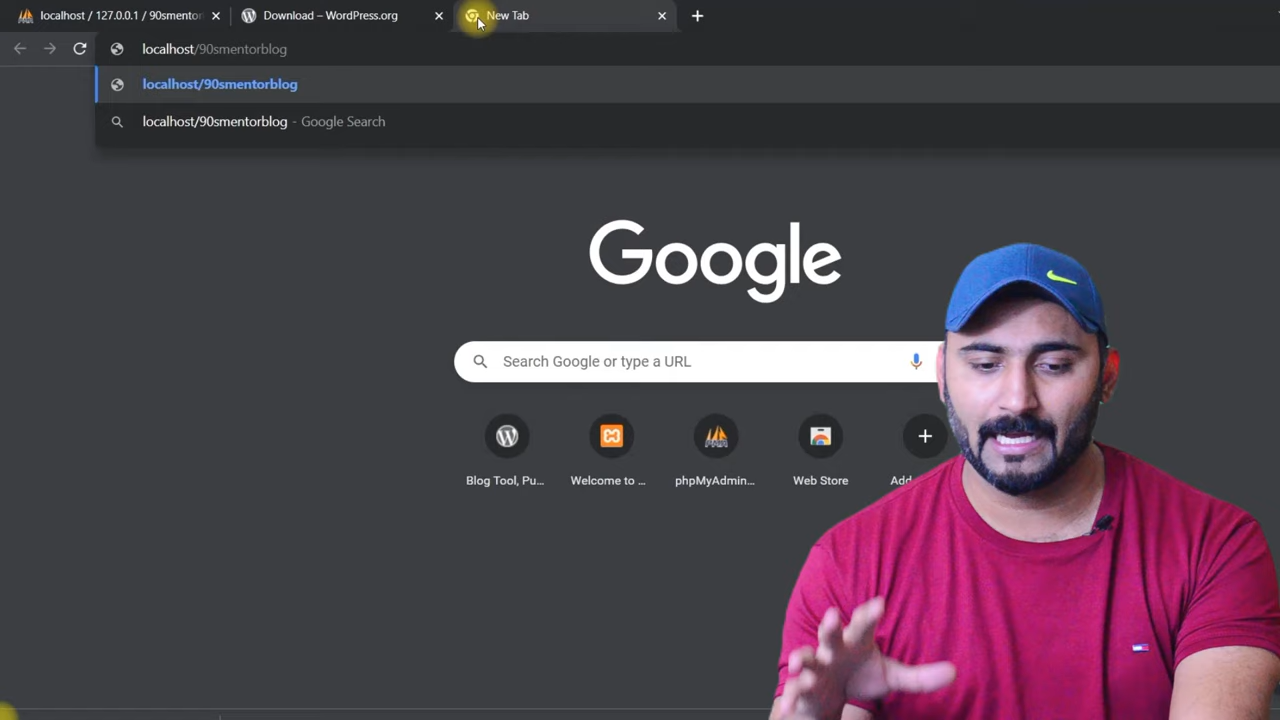 localhost / 127.0.0.1 / 90smentor
Download – WordPress.org
New Tab
localhost/90smentorblog
localhost/90smentorblog
localhost/90smentorblog - Google Search
Google
Search Google or type a URL
Blog Tool, Pu...
Welcome to ...
phpMyAdmin...
Web Store
Add